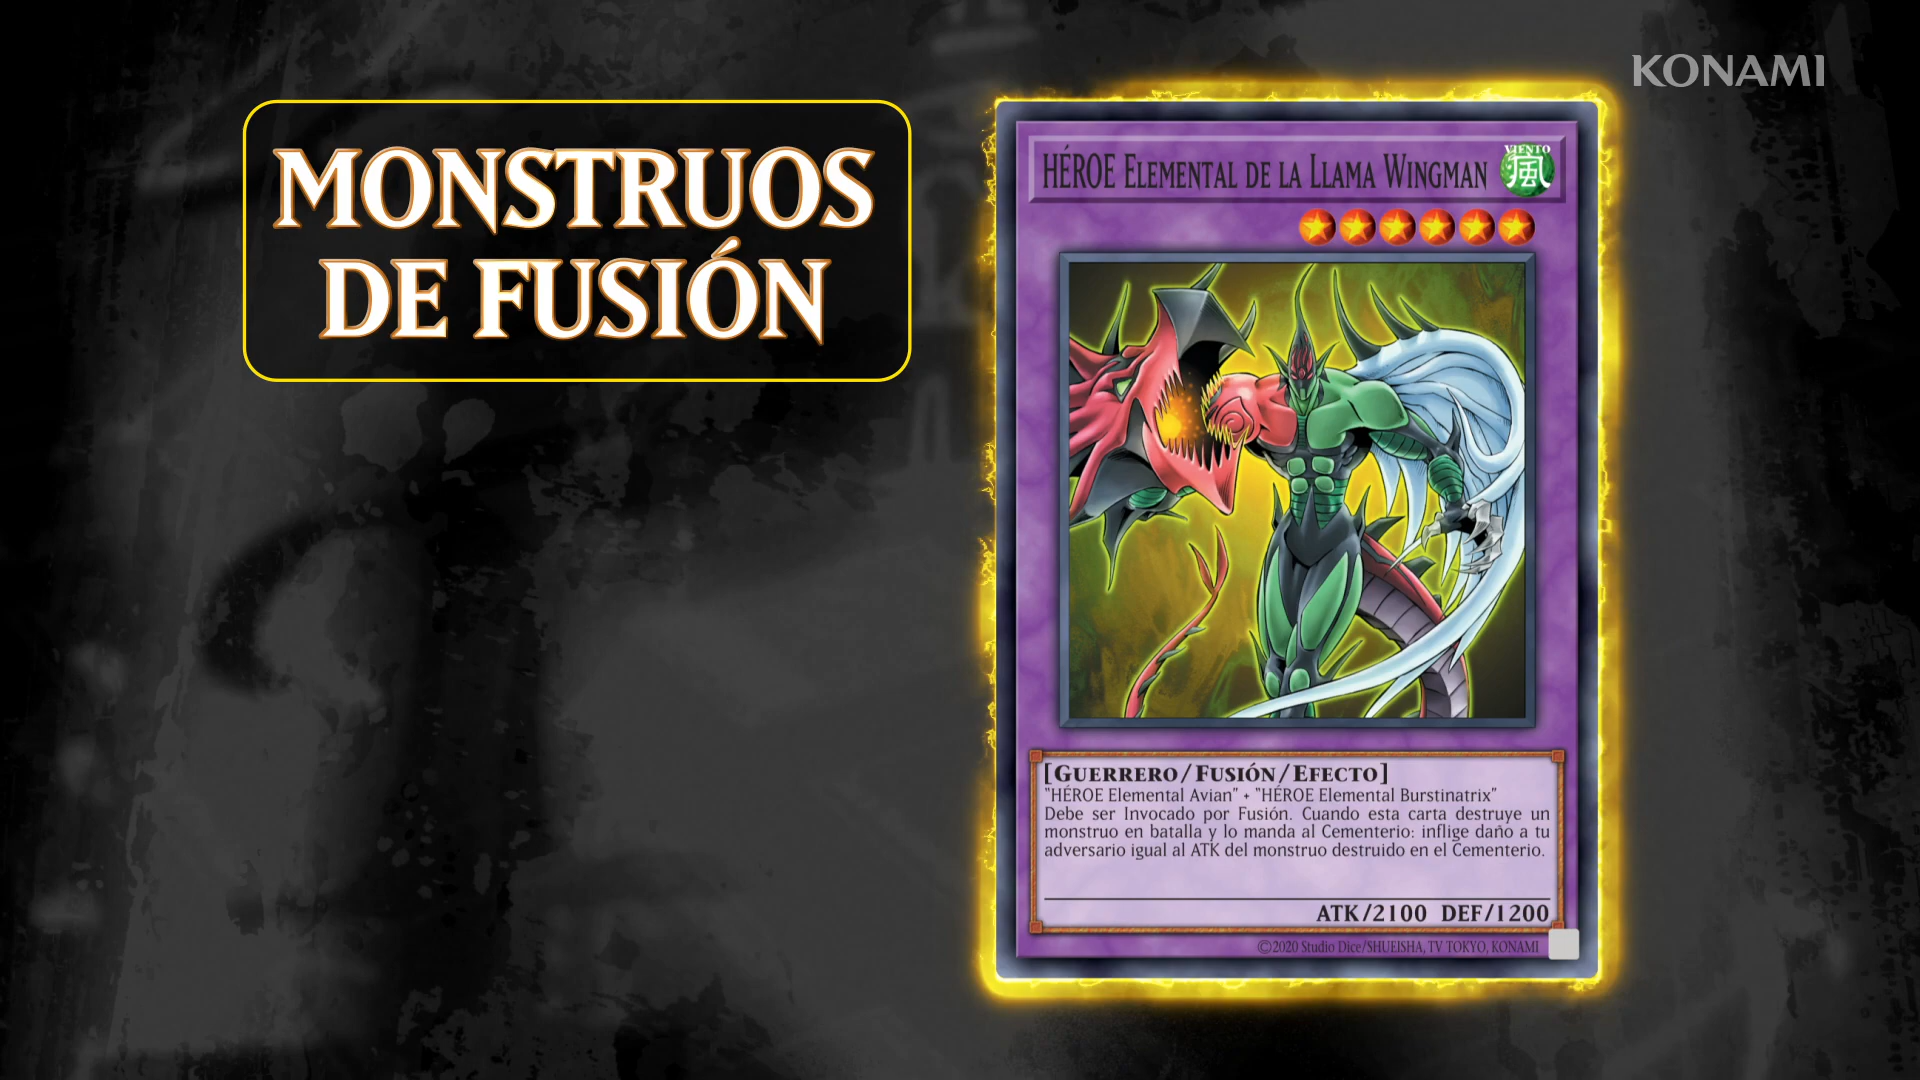 KONAMI
MONSTRUOS
DE FUSIÓN
HÉROE Elemental de la Llama Wingman
VIENTO
風
[Guerrero/Fusión/Efecto]
"HÉROE Elemental Avian" + "HÉROE Elemental Burstinatrix"
Debe ser Invocado por Fusión. Cuando esta carta destruye un
monstruo en batalla y lo manda al Cementerio: inflige daño a tu
adversario igual al ATK del monstruo destruido en el Cementerio.
ATK/2100 DEF/1200
©2020 Studio Dice/SHUEISHA, TV TOKYO, KONAMI